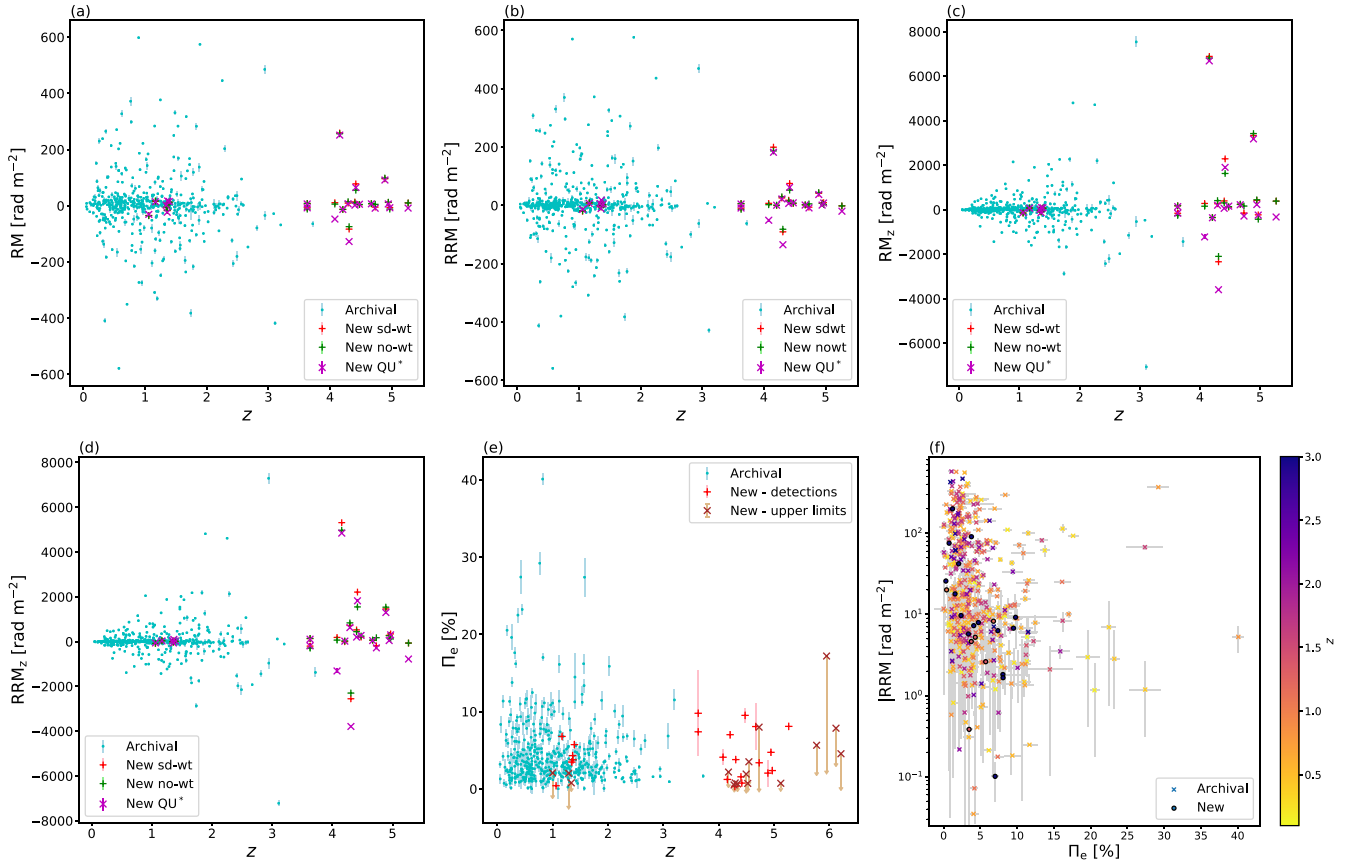 (a)
600
400
200
0
−200
−400
−600
RM [rad m⁻²]
0 1 2 3 4 5
z
Archival
New sd-wt
New no-wt
New QU*
(b)
600
400
200
0
−200
−400
−600
RRM [rad m⁻²]
0 1 2 3 4 5
z
Archival
New sdwt
New nowt
New QU*
(c)
8000
6000
4000
2000
0
−2000
−4000
−6000
RM_z [rad m⁻²]
0 1 2 3 4 5
z
Archival
New sd-wt
New no-wt
New QU*
(d)
8000
6000
4000
2000
0
−2000
−4000
−6000
−8000
RRM_z [rad m⁻²]
0 1 2 3 4 5
z
Archival
New sd-wt
New no-wt
New QU*
(e)
40
30
20
10
0
Π_e [%]
0 1 2 3 4 5 6
z
Archival
New - detections
New - upper limits
(f)
10²
10¹
10⁰
10⁻¹
|RRM [rad m⁻²]
0 5 10 15 20 25 30 35 40
Π_e [%]
Archival
New
3.0
2.5
2.0
1.5
1.0
0.5
z